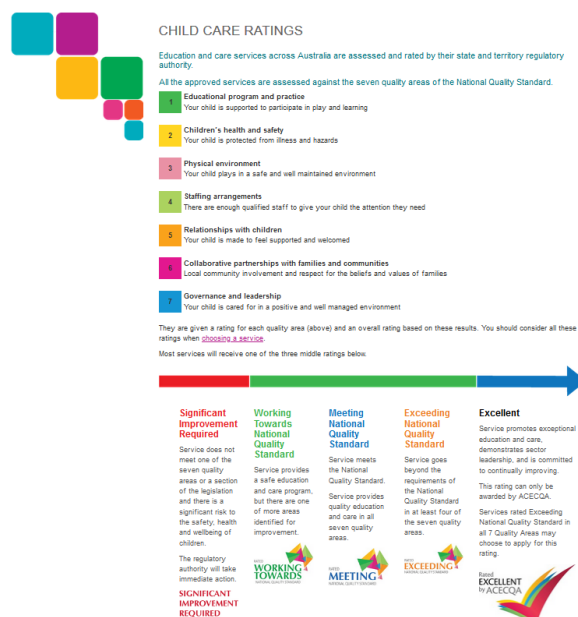 CHILD CARE RATINGS
Education and care services across Australia are assessed and rated by their state and territory regulatory
authority.
All the approved services are assessed against the seven quality areas of the National Quality Standard.
1
Educational program and practice
Your child is supported to participate in play and learning
2
Children's health and safety
Your child is protected from illness and hazards
3
Physical environment
Your child plays in a safe and well maintained environment
4
Staffing arrangements
There are enough qualified staff to give your child the attention they need
5
Relationships with children
Your child is made to feel supported and welcomed
6
Collaborative partnerships with families and communities
Local community involvement and respect for the beliefs and values of families
7
Governance and leadership
Your child is cared for in a positive and well managed environment
They are given a rating for each quality area (above) and an overall rating based on these results. You should consider all these
ratings when choosing a service.
Most services will receive one of the three middle ratings below.
Significant
Improvement
Required
Service does not
meet one of the
seven quality
areas or a section
of the legislation
and there is a
significant risk to
the safety, health
and wellbeing of
children.
The regulatory
authority will take
immediate action.
SIGNIFICANT
IMPROVEMENT
REQUIRED
Working
Towards
National
Quality
Standard
Service provides
a safe education
and care program,
but there are one
of more areas
identified for
improvement.
RATED
WORKING
TOWARDS
NATIONAL QUALITY STANDARD
Meeting
National
Quality
Standard
Service meets
the National
Quality Standard.
Service provides
quality education
and care in all
seven quality
areas.
RATED
MEETING
NATIONAL QUALITY STANDARD
Exceeding
National
Quality
Standard
Service goes
beyond the
requirements of
the National
Quality Standard
in at least four of
the seven quality
areas.
RATED
EXCEEDING
NATIONAL QUALITY STANDARD
Excellent
Service promotes exceptional
education and care,
demonstrates sector
leadership, and is committed
to continually improving.
This rating can only be
awarded by ACECQA.
Services rated Exceeding
National Quality Standard in
all 7 Quality Areas may
choose to apply for this
rating.
Rated
EXCELLENT
by ACECQA